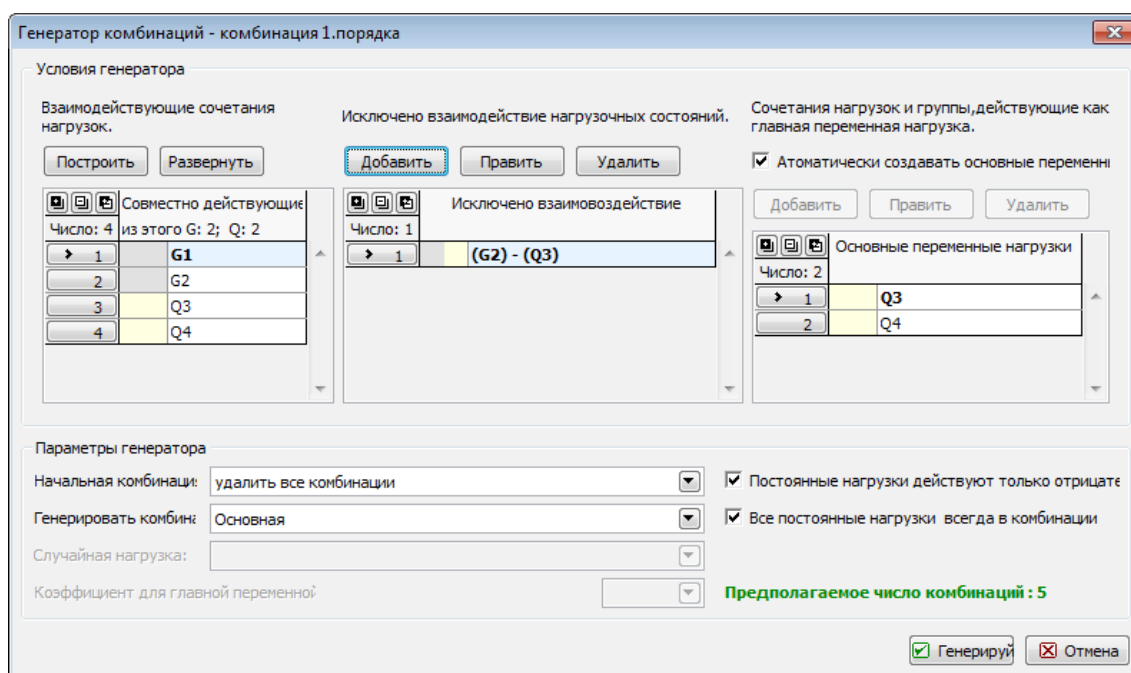 Генератор комбинаций - комбинация 1.порядка
Условия генератора
Взаимодействующие сочетания
нагрузок.
Построить Развернуть
Совместно действующие
Число: 4 из этого G: 2; Q: 2
1 G1
2 G2
3 Q3
4 Q4
Исключено взаимодействие нагрузочных состояний.
Добавить Править Удалить
Исключено взаимовоздействие
Число: 1
1 (G2) - (Q3)
Сочетания нагрузок и группы,действующие как
главная переменная нагрузка.
Атоматически создавать основные переменн
Добавить Править Удалить
Основные переменные нагрузки
Число: 2
1 Q3
2 Q4
Параметры генератора
Начальная комбинация: удалить все комбинации
Постоянные нагрузки действуют только отрицате
Генерировать комбина Основная
Все постоянные нагрузки всегда в комбинации
Случайная нагрузка:
Коэффициент для главной переменной
Предполагаемое число комбинаций : 5
Генерируй Отмена